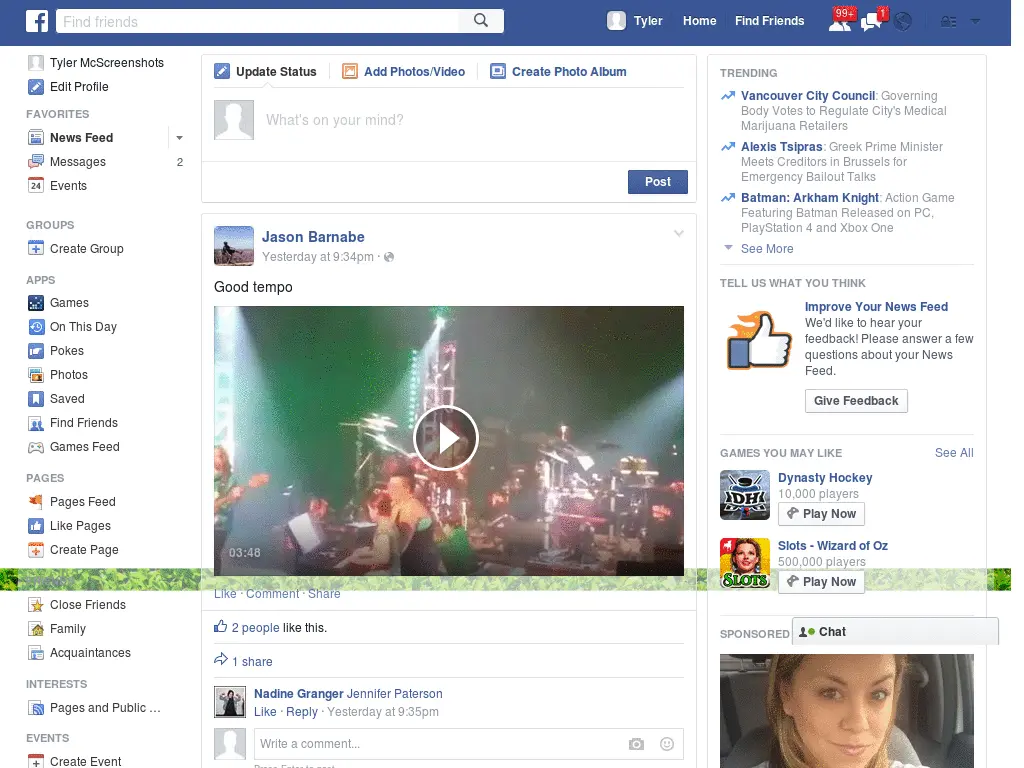 Find friends
Tyler
Home
Find Friends
99+
1
Tyler McScreenshots
Edit Profile
FAVORITES
News Feed
Messages
2
24
Events
GROUPS
Create Group
APPS
Games
On This Day
Pokes
Photos
Saved
Find Friends
Games Feed
PAGES
Pages Feed
Like Pages
Create Page
Close Friends
Family
Acquaintances
INTERESTS
Pages and Public ...
EVENTS
Create Event
Update Status
Add Photos/Video
Create Photo Album
What's on your mind?
Post
Jason Barnabe
Yesterday at 9:34pm ·
Good tempo
03:48
Like · Comment · Share
2 people like this.
1 share
Nadine Granger Jennifer Paterson
Like · Reply · Yesterday at 9:35pm
Write a comment...
TRENDING
Vancouver City Council: Governing
Body Votes to Regulate City's Medical
Marijuana Retailers
Alexis Tsipras: Greek Prime Minister
Meets Creditors in Brussels for
Emergency Bailout Talks
Batman: Arkham Knight: Action Game
Featuring Batman Released on PC,
PlayStation 4 and Xbox One
See More
TELL US WHAT YOU THINK
Improve Your News Feed
We'd like to hear your
feedback! Please answer a few
questions about your News
Feed.
Give Feedback
GAMES YOU MAY LIKE
See All
DH
Dynasty Hockey
10,000 players
Play Now
SLOTS
Slots - Wizard of Oz
500,000 players
Play Now
SPONSORED
Chat